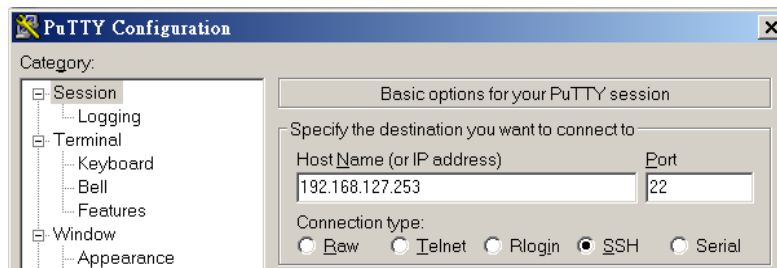 PuTTY Configuration
Category:
Session
Logging
Terminal
Keyboard
Bell
Features
Window
Appearance
Basic options for your PuTTY session
Specify the destination you want to connect to
Host Name (or IP address)
Port
192.168.127.253
22
Connection type:
Raw
Telnet
Rlogin
SSH
Serial